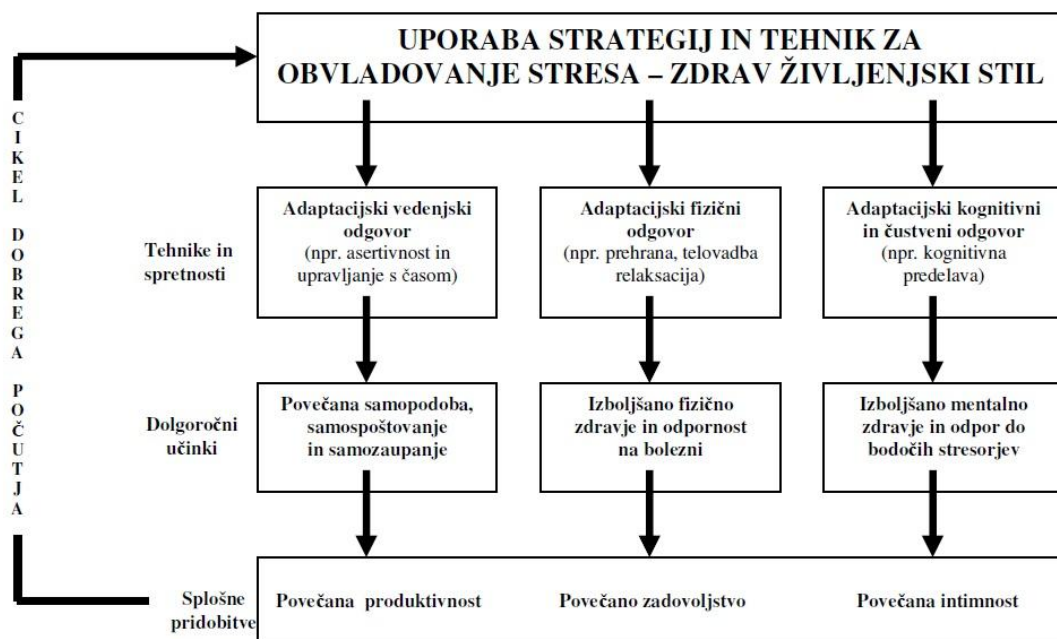 UPORABA STRATEGIJ IN TEHNIK ZA
OBVLADOVANJE STRESA – ZDRAV ŽIVLJENJSKI STIL
CIKEL DOBREGA POČUTJA
Tehnike in
spretnosti
Adaptacijski vedenjski
odgovor
(npr. asertivnost in
upravljanje s časom)
Adaptacijski fizični
odgovor
(npr. prehrana, telovadba
relaksacija)
Adaptacijski kognitivni
in čustveni odgovor
(npr. kognitivna
predelava)
Dolgoročni
učinki
Povečana samopodoba,
samospoštovanje
in samozaupanje
Izboljšano fizično
zdravje in odpornost
na bolezni
Izboljšano mentalno
zdravje in odpor do
bodočih stresorjev
Splošne
pridobitve
Povečana produktivnost
Povečano zadovoljstvo
Povečana intimnost